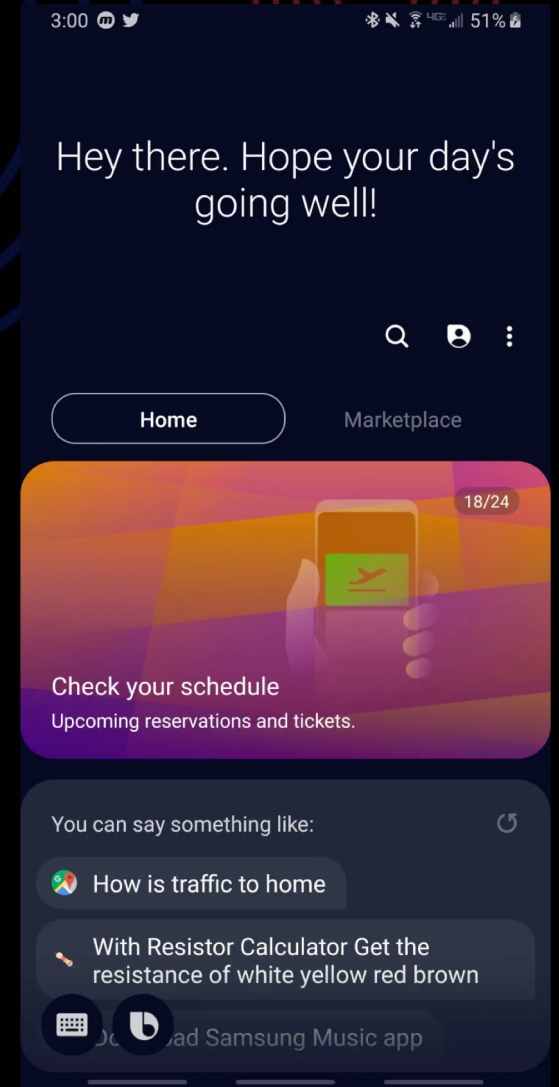 3:00 4GE 51%
Hey there. Hope your day's
going well!
Home Marketplace
18/24
Check your schedule
Upcoming reservations and tickets.
You can say something like:
How is traffic to home
With Resistor Calculator Get the
resistance of white yellow red brown
Samsung Music app